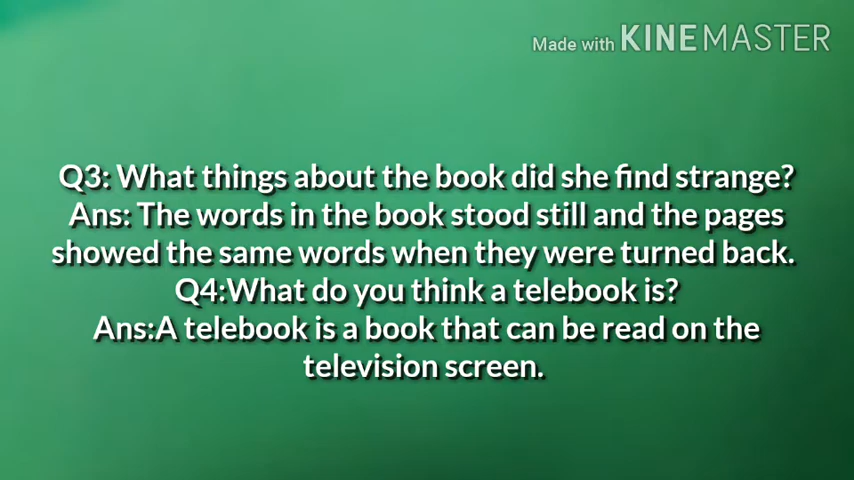 Made with KINEMASTER
Q3: What things about the book did she find strange?
Ans: The words in the book stood still and the pages
showed the same words when they were turned back.
Q4:What do you think a telebook is?
Ans:A telebook is a book that can be read on the
television screen.